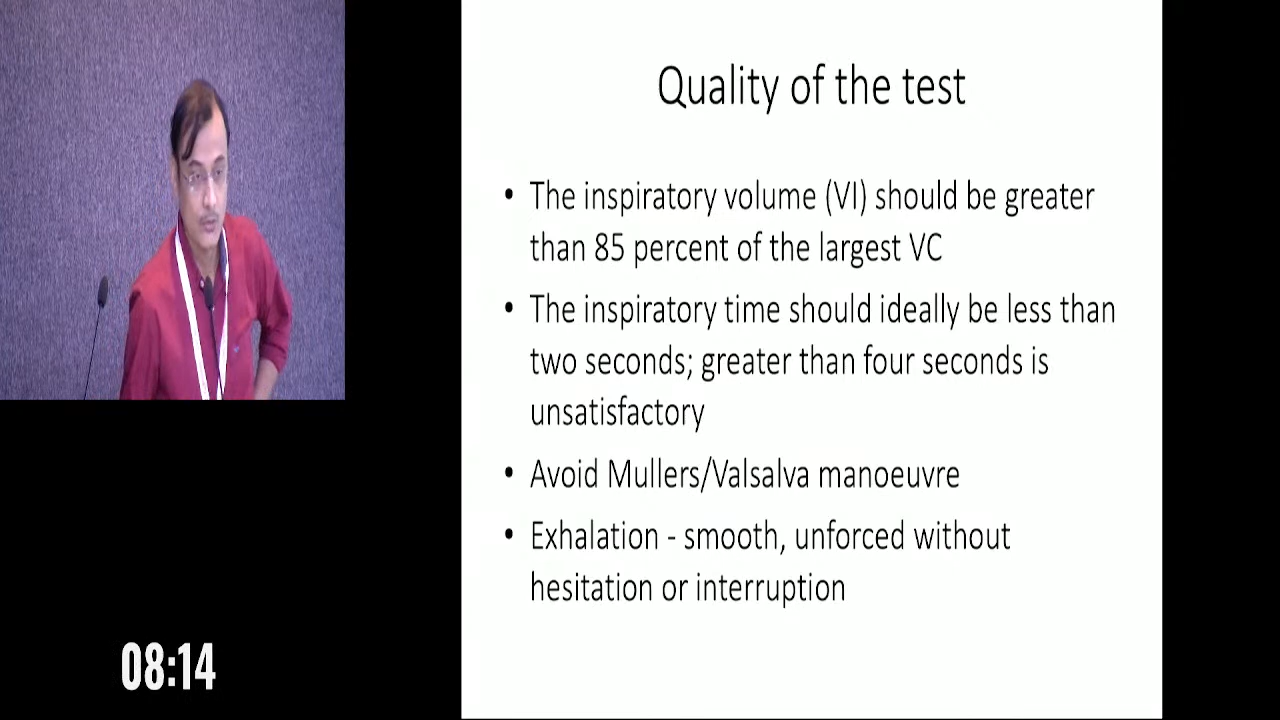 Quality of the test
• The inspiratory volume (VI) should be greater
than 85 percent of the largest VC
• The inspiratory time should ideally be less than
two seconds; greater than four seconds is
unsatisfactory
• Avoid Mullers/Valsalva manoeuvre
• Exhalation - smooth, unforced without
hesitation or interruption
08:14